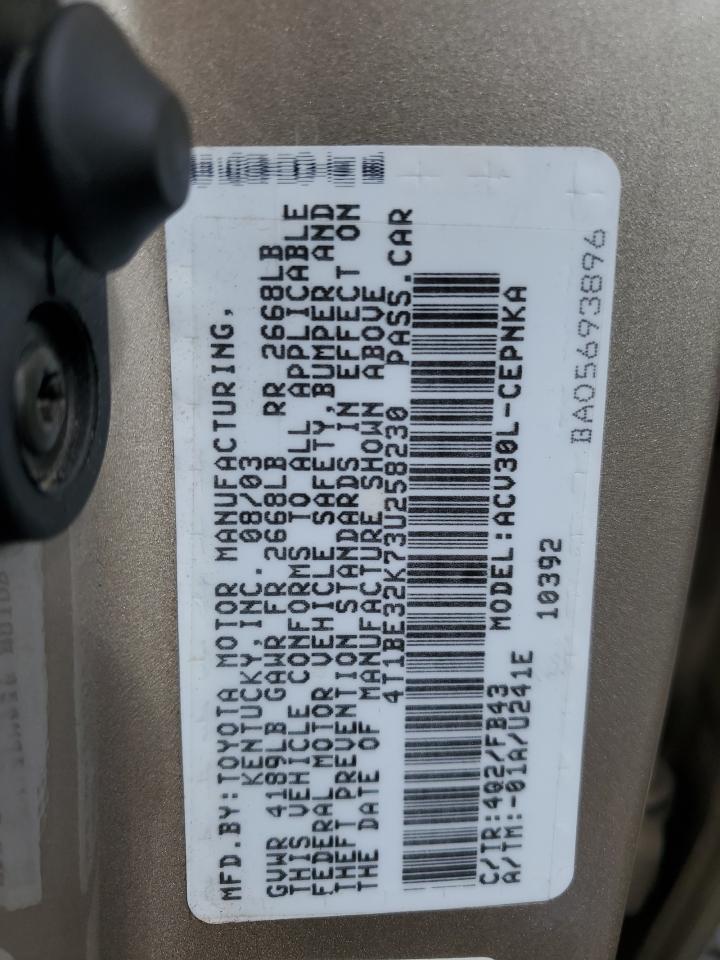 MFD.BY:TOYOTA MOTOR MANUFACTURING,
KENTUCKY,INC. 08/03
GVWR 4189LB GAWR FR 2668LB RR 2668LB
THIS VEHICLE CONFORMS TO ALL APPLICABLE
FEDERAL MOTOR VEHICLE SAFETY,BUMPER AND
THEFT PREVENTION STANDARDS IN EFFECT ON
THE DATE OF MANUFACTURE SHOWN ABOVE
4T1BE32K73U258230 PASS.CAR
MODEL:ACV30L-CEPNKA
C/TR:4Q2/FB43
A/TM:-01A/U241E 10392
BA05693896